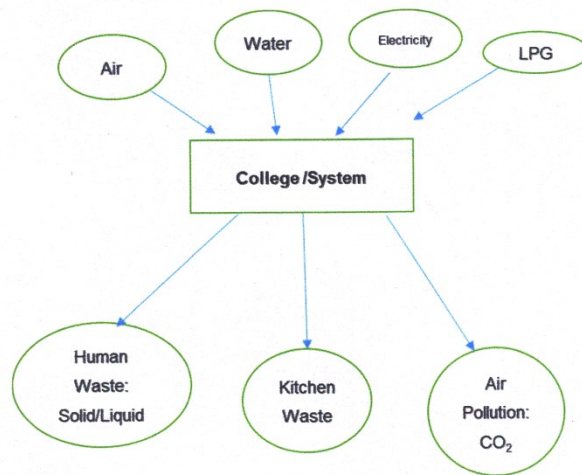 Air
Water
Electricity
LPG
College /System
Human
Waste:
Solid/Liquid
Kitchen
Waste
Air
Pollution:
CO₂